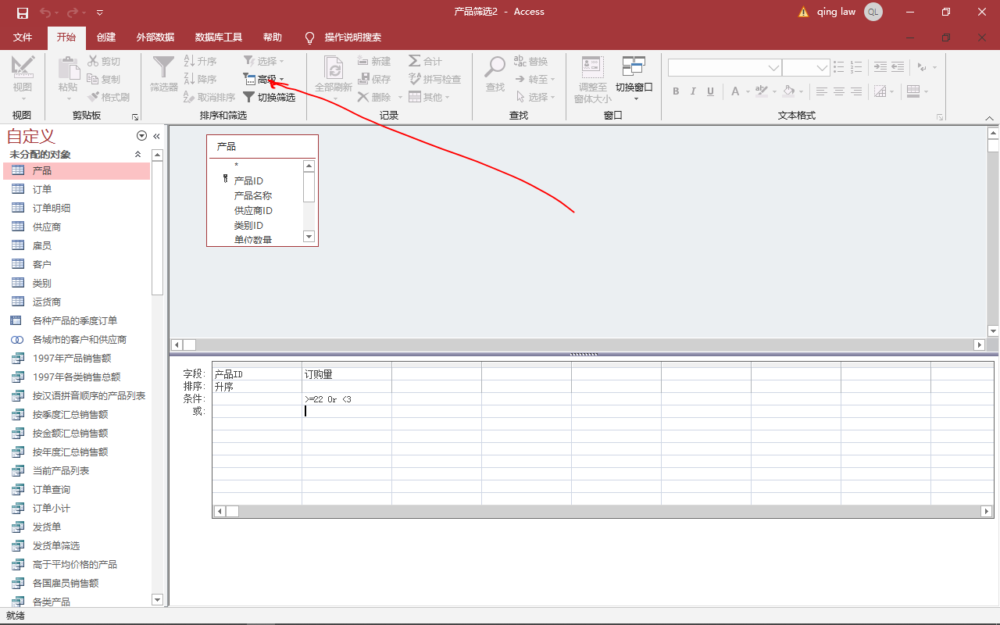 产品筛选2 - Access
qing law QL
文件 开始 创建 外部数据 数据库工具 帮助 操作说明搜索
视图 粘贴 剪切 复制 格式刷 筛选器 升序 降序 取消排序 选择 高级 切换筛选 全部刷新 新建 保存 删除 合计 拼写检查 其他 查找 替换 转至 选择 调整至窗体大小 切换窗口
B I U A
视图 剪贴板 排序和筛选 记录 查找 窗口 文本格式
自定义
未分配的对象
产品
订单
订单明细
供应商
雇员
客户
类别
运货商
各种产品的季度订单
各城市的客户和供应商
1997年产品销售额
1997年各类销售总额
按汉语拼音顺序的产品列表
按季度汇总销售额
按金额汇总销售额
按年度汇总销售额
当前产品列表
订单查询
订单小计
发货单
发货单筛选
高于平均价格的产品
各国雇员销售额
各类产品
产品
*
产品ID
产品名称
供应商ID
类别ID
单位数量
字段: 产品ID 订购量
排序: 升序
条件: >=22 Or <3
或:
就绪